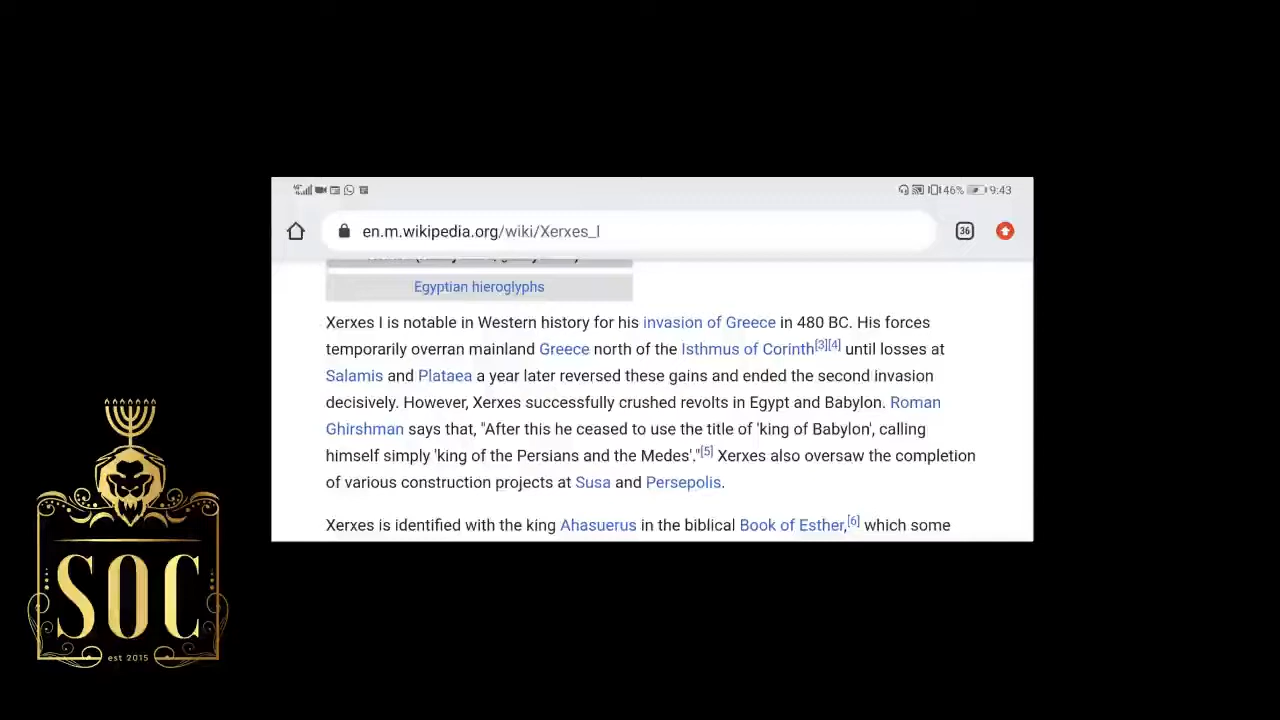 46% 9:43
en.m.wikipedia.org/wiki/Xerxes_I
36
Egyptian hieroglyphs
Xerxes I is notable in Western history for his invasion of Greece in 480 BC. His forces
temporarily overran mainland Greece north of the Isthmus of Corinth[3][4] until losses at
Salamis and Plataea a year later reversed these gains and ended the second invasion
decisively. However, Xerxes successfully crushed revolts in Egypt and Babylon. Roman
Ghirshman says that, "After this he ceased to use the title of 'king of Babylon', calling
himself simply 'king of the Persians and the Medes'."[5] Xerxes also oversaw the completion
of various construction projects at Susa and Persepolis.
Xerxes is identified with the king Ahasuerus in the biblical Book of Esther,[6] which some
SOC
est 2015